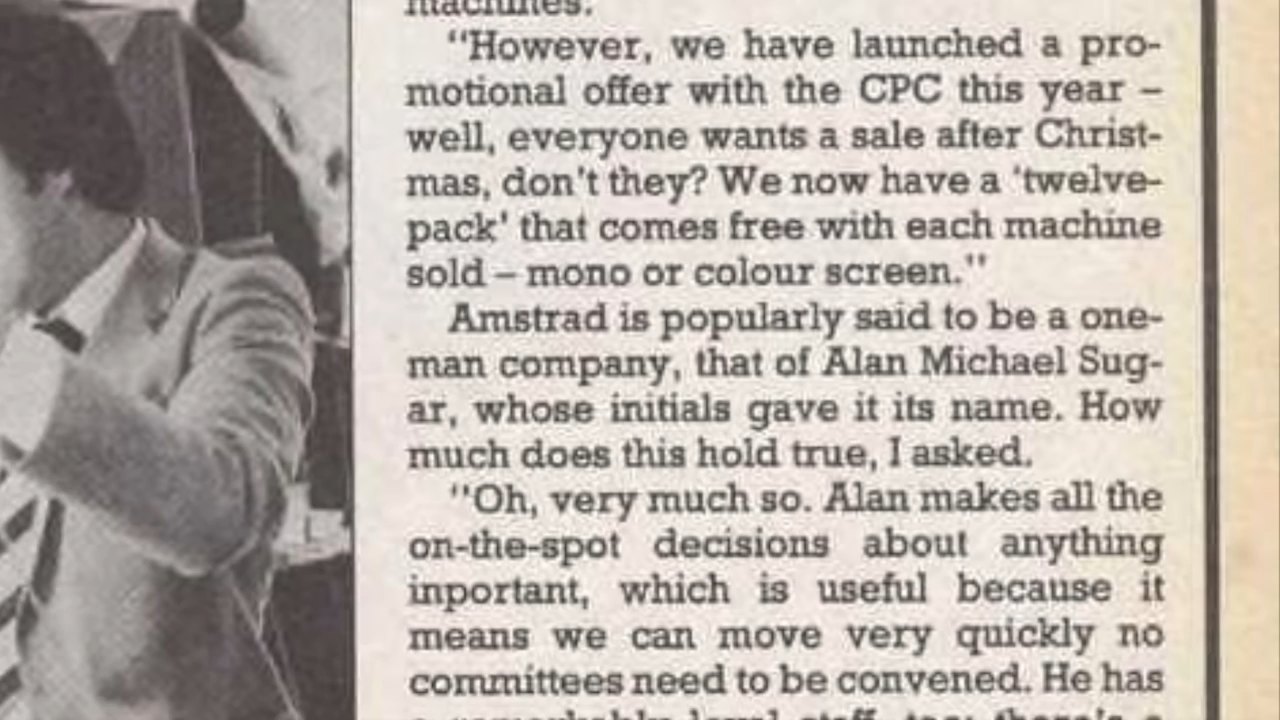 machines.
"However, we have launched a pro-
motional offer with the CPC this year –
well, everyone wants a sale after Christ-
mas, don't they? We now have a 'twelve-
pack' that comes free with each machine
sold – mono or colour screen."
Amstrad is popularly said to be a one-
man company, that of Alan Michael Sug-
ar, whose initials gave it its name. How
much does this hold true, I asked.
"Oh, very much so. Alan makes all the
on-the-spot decisions about anything
inportant, which is useful because it
means we can move very quickly no
committees need to be convened. He has